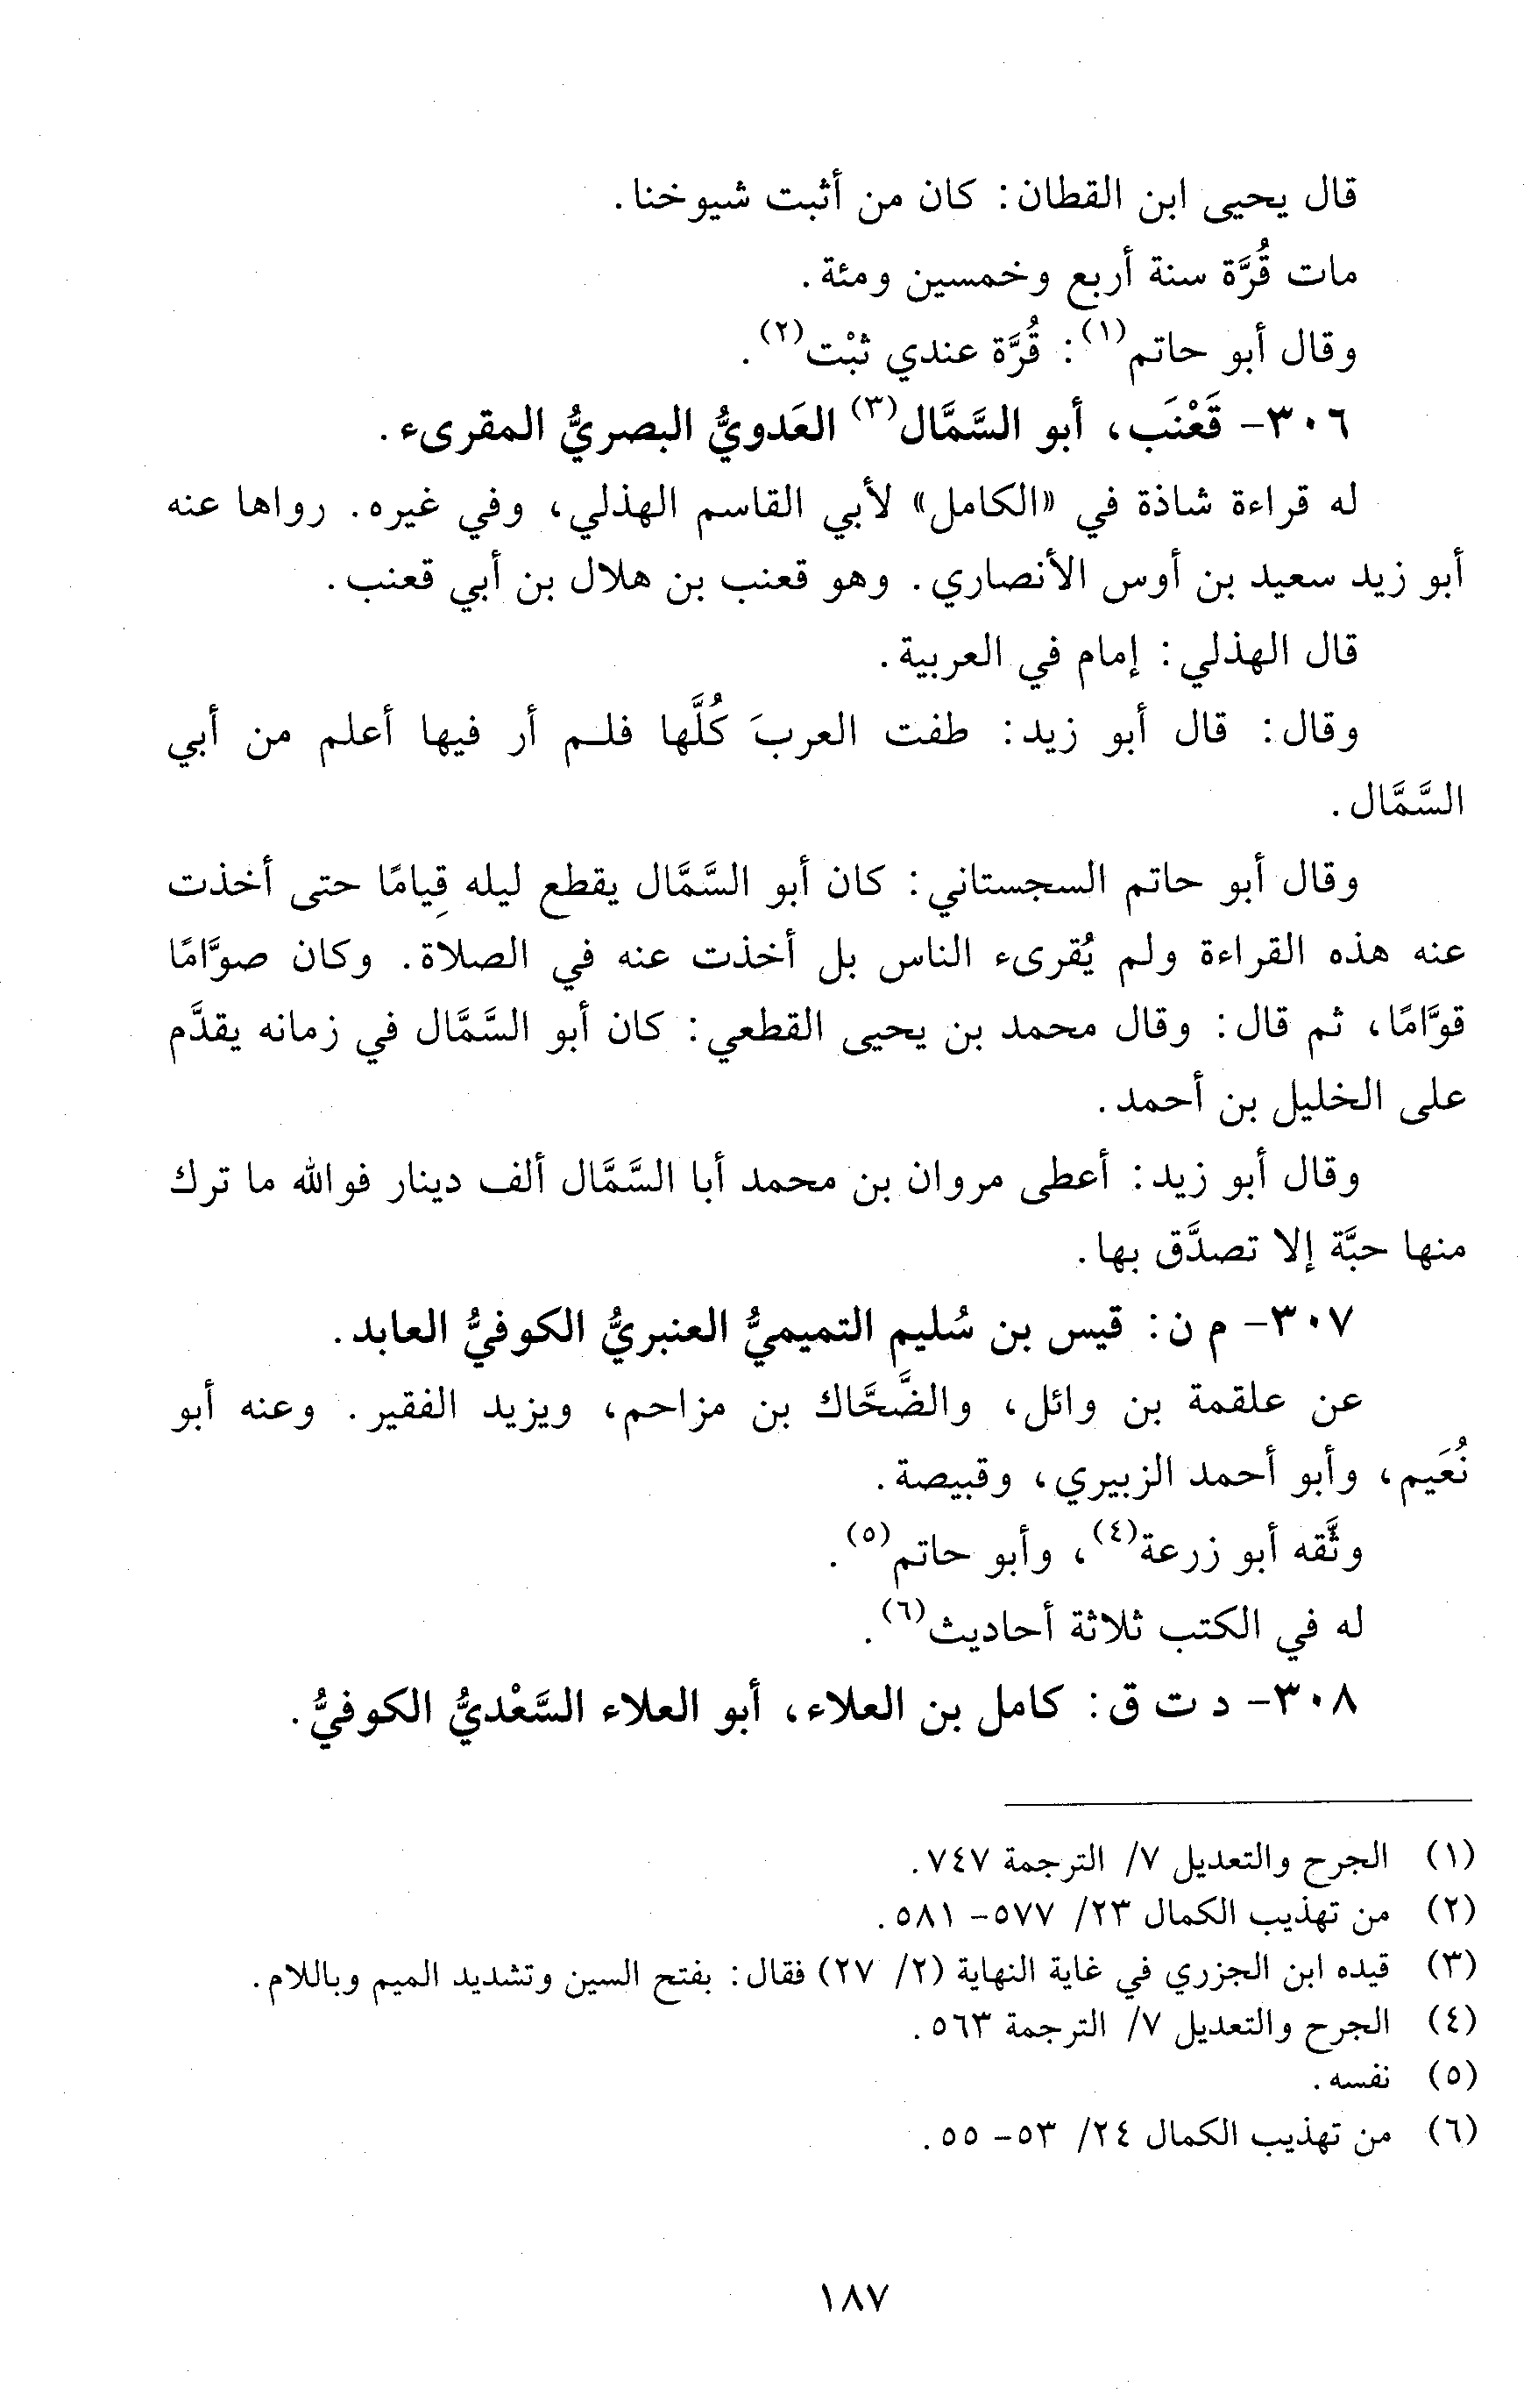 قال يحيى ابن القطان: كان من أثبت شيوخنا.
مات قُرَّة سنة أربع وخمسين ومئة.
وقال أبو حاتم(١): قُرَّة عندي ثبْت(٢).
٣٠٦- قَعْنَب، أبو السَّمَّال(٣) العَدويُّ البصريُّ المقرىء.
له قراءة شاذة في «الكامل» لأبي القاسم الهذلي، وفي غيره. رواها عنه
أبو زيد سعيد بن أوس الأنصاري. وهو قعنب بن هلال بن أبي قعنب.
قال الهذلي: إمام في العربية.
وقال: قال أبو زيد: طفت العربَ كُلَّها فلم أر فيها أعلم من أبي
السَّمَّال.
وقال أبو حاتم السجستاني: كان أبو السَّمَّال يقطع ليله قِيامًا حتى أخذت
عنه هذه القراءة ولم يُقرىء الناس بل أخذت عنه في الصلاة. وكان صوَّامًا
قوَّامًا، ثم قال: وقال محمد بن يحيى القطعي: كان أبو السَّمَّال في زمانه يقدَّم
على الخليل بن أحمد.
وقال أبو زيد: أعطى مروان بن محمد أبا السَّمَّال ألف دينار فوالله ما ترك
منها حبَّة إلا تصدَّق بها.
٣٠٧- م ن: قيس بن سُليم التميميُّ العنبريُّ الكوفيُّ العابد.
عن علقمة بن وائل، والضَّحَّاك بن مزاحم، ويزيد الفقير. وعنه أبو
نُعَيم، وأبو أحمد الزبيري، وقبيصة.
وثَّقه أبو زرعة(٤)، وأبو حاتم(٥).
له في الكتب ثلاثة أحاديث(٦).
٣٠٨- د ت ق: كامل بن العلاء، أبو العلاء السَّعْديُّ الكوفيُّ.
(١) الجرح والتعديل ٧/ الترجمة ٧٤٧.
(٢) من تهذيب الكمال ٢٣/ ٥٧٧- ٥٨١.
(٣) قيده ابن الجزري في غاية النهاية (٢/ ٢٧) فقال: بفتح السين وتشديد الميم وباللام.
(٤) الجرح والتعديل ٧/ الترجمة ٥٦٣.
(٥) نفسه.
(٦) من تهذيب الكمال ٢٤/ ٥٣- ٥٥.
١٨٧